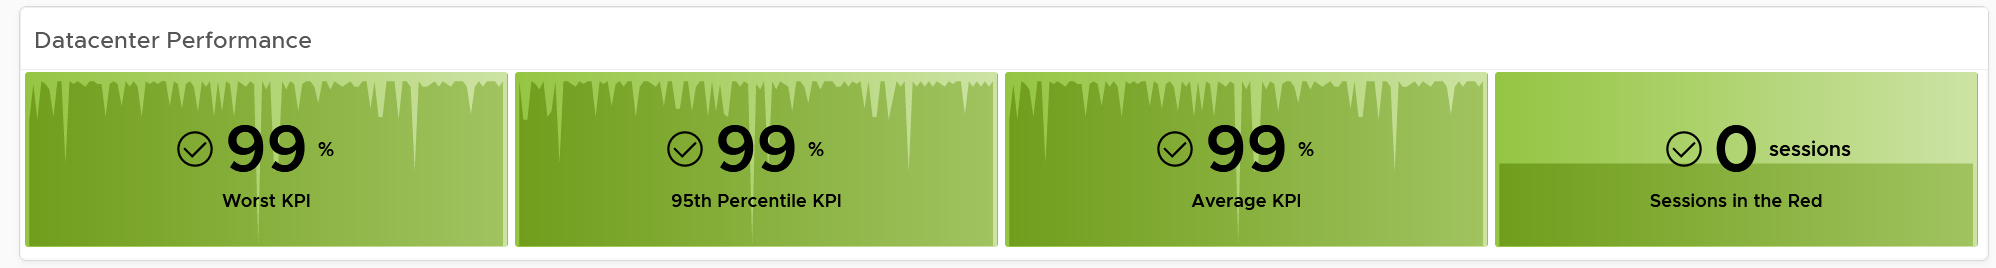 Datacenter Performance
99 %
Worst KPI
99 %
95th Percentile KPI
99 %
Average KPI
0 sessions
Sessions in the Red